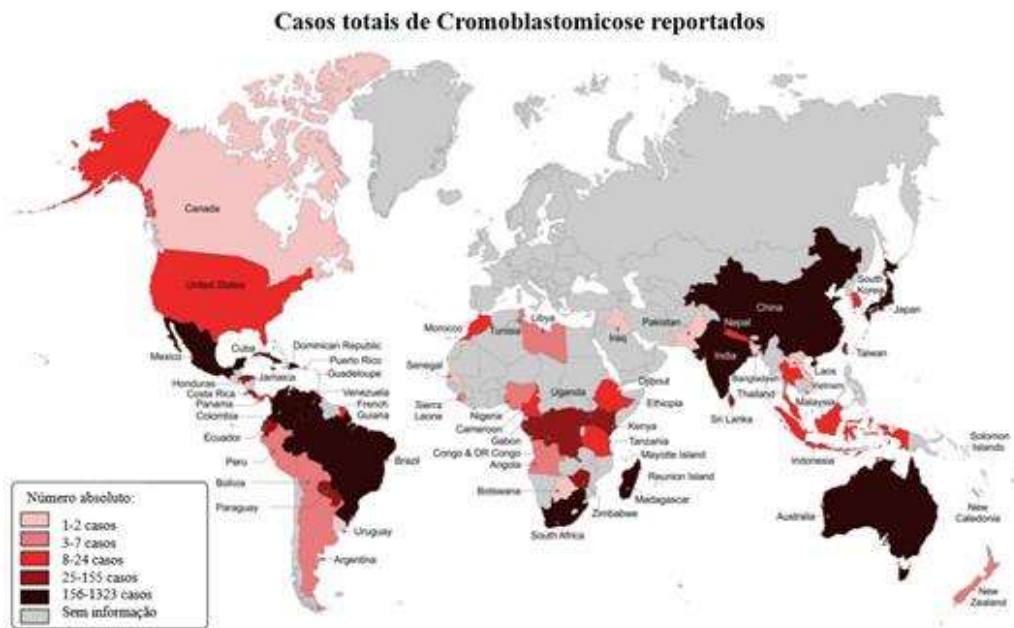 Casos totais de Cromoblastomicose reportados
Canada
United States
Mexico
Cuba
Dominican Republic
Puerto Rico
Guadeloupe
Honduras
Jamaica
Costa Rica
Panama
Colombia
Venezuela
French
Guiana
Ecuador
Peru
Brazil
Bolivia
Paraguay
Uruguay
Argentina
Morocco
Tunisia
Libya
Senegal
Sierra
Leone
Nigeria
Cameroon
Gabon
Congo & DR Congo
Angola
Botswana
South Africa
Uganda
Djibouti
Ethiopia
Kenya
Tanzania
Mayotte Island
Reunion Island
Madagascar
Zimbabwe
Iraq
Pakistan
Nepal
India
China
South
Korea
Japan
Taiwan
Bangladesh
Laos
Vietnam
Thailand
Malaysia
Sri Lanka
Indonesia
Solomon
Islands
Australia
New
Caledonia
New
Zealand
Número absoluto:
1-2 casos
3-7 casos
8-24 casos
25-155 casos
156-1323 casos
Sem informação